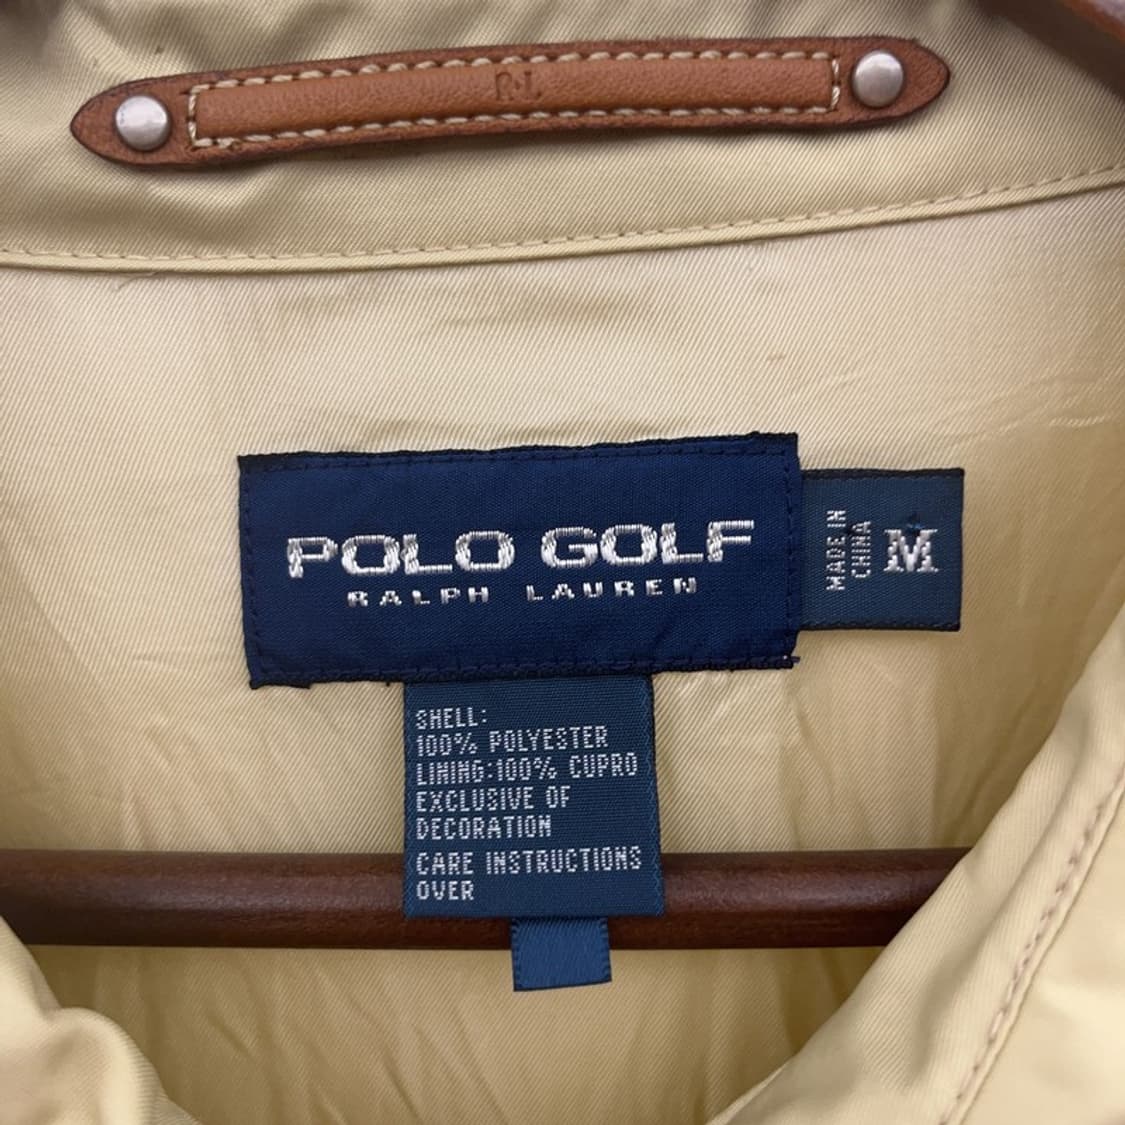 R·L
POLO GOLF
RALPH LAUREN
MADE IN
CHINA
M
SHELL:
100% POLYESTER
LINING:100% CUPRO
EXCLUSIVE OF
DECORATION
CARE INSTRUCTIONS
OVER